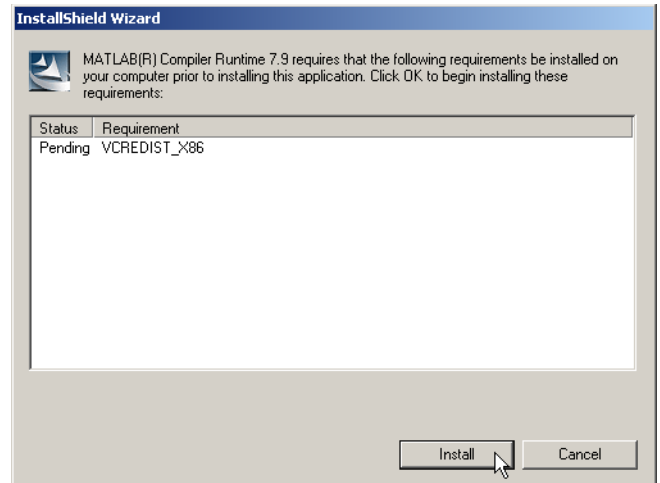 InstallShield Wizard
MATLAB(R) Compiler Runtime 7.9 requires that the following requirements be installed on
your computer prior to installing this application. Click OK to begin installing these
requirements:
Status Requirement
Pending VCREDIST_X86
Install Cancel